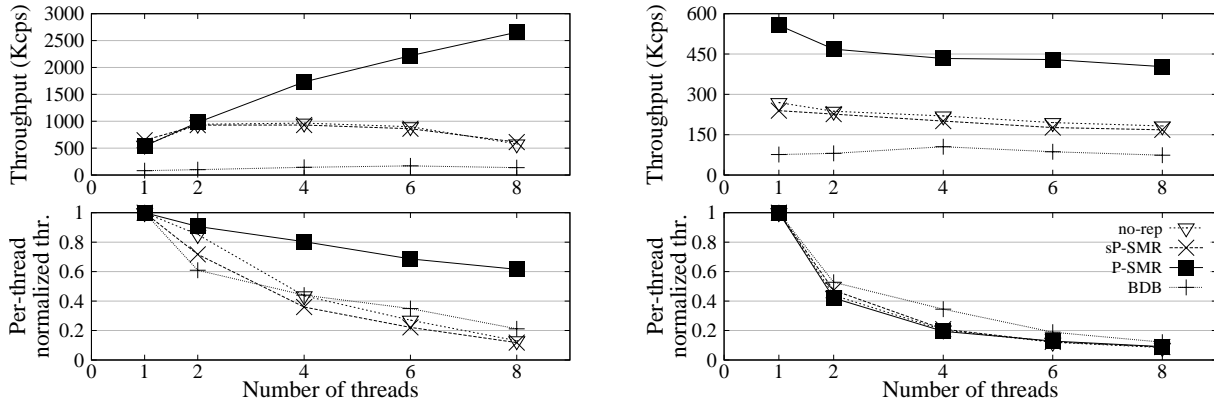 Throughput (Kcps)
3000
2500
2000
1500
1000
500
0
0 1 2 4 6 8
Per-thread
normalized thr.
1
0.8
0.6
0.4
0.2
0
0 1 2 4 6 8
Number of threads
Throughput (Kcps)
600
450
300
150
0
0 1 2 4 6 8
Per-thread
normalized thr.
1
0.8
0.6
0.4
0.2
0
no-rep
sP-SMR
P-SMR
BDB
0 1 2 4 6 8
Number of threads